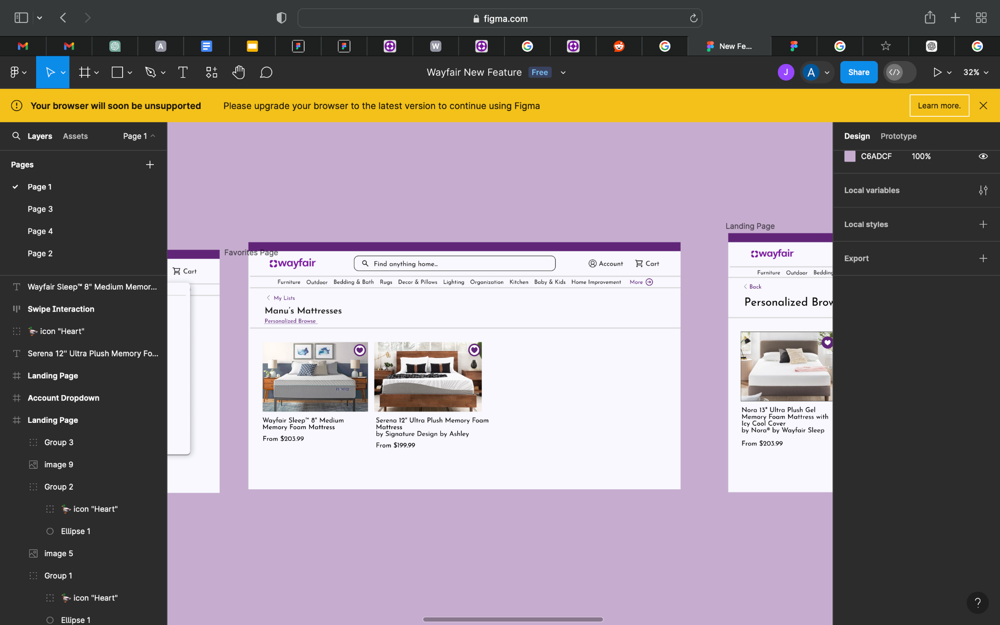 figma.com
A
W
New Fe...
Wayfair New Feature Free
J
A
Share
32%
Your browser will soon be unsupported Please upgrade your browser to the latest version to continue using Figma
Learn more.
Layers Assets Page 1
Pages
Page 1
Page 3
Page 4
Page 2
Wayfair Sleep™ 8" Medium Memor...
Swipe Interaction
icon "Heart"
Serena 12" Ultra Plush Memory Fo...
Landing Page
Account Dropdown
Landing Page
Group 3
image 9
Group 2
icon "Heart"
Ellipse 1
image 5
Group 1
icon "Heart"
Ellipse 1
Cart
Favorites Page
wayfair
Find anything home...
Account
Cart
Furniture Outdoor Bedding & Bath Rugs Decor & Pillows Lighting Organization Kitchen Baby & Kids Home Improvement More
My Lists
Manu's Mattresses
Personalized Browse
nora
Wayfair Sleep™ 8" Medium
Memory Foam Mattress
From $203.99
Serena 12" Ultra Plush Memory Foam
Mattress
by Signature Design by Ashley
From $199.99
Landing Page
wayfair
Furniture Outdoor Bedding
Back
Personalized Brow
Nora 13" Ultra Plush Gel
Memory Foam Mattress with
Icy Cool Cover
by Nora® by Wayfair Sleep
From $203.99
Design Prototype
C6ADCF 100%
Local variables
Local styles
Export
?